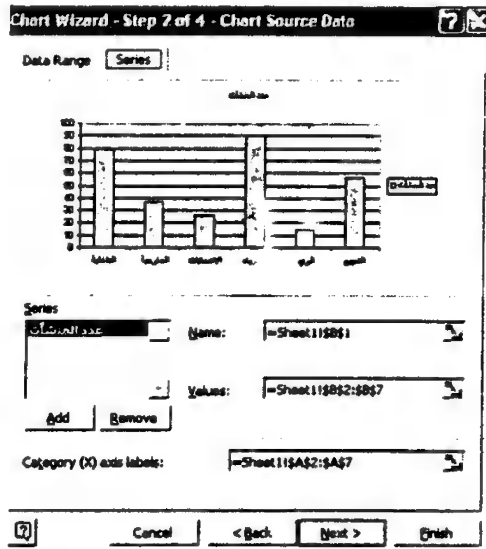 Chart Wizard - Step 2 of 4 - Chart Source Data
Data Range Series
100
90
80
70
60
50
40
30
20
10
0
Series
عدد المنشآت
Name: =Sheet1!$B$1
Values: =Sheet1!$B$2:$B$7
Add Remove
Category (X) axis labels: =Sheet1!$A$2:$A$7
Cancel < Back Next > Finish